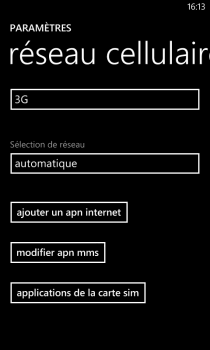 16:13
PARAMÈTRES
réseau cellulaire
3G
Sélection de réseau
automatique
ajouter un apn internet
modifier apn mms
applications de la carte sim